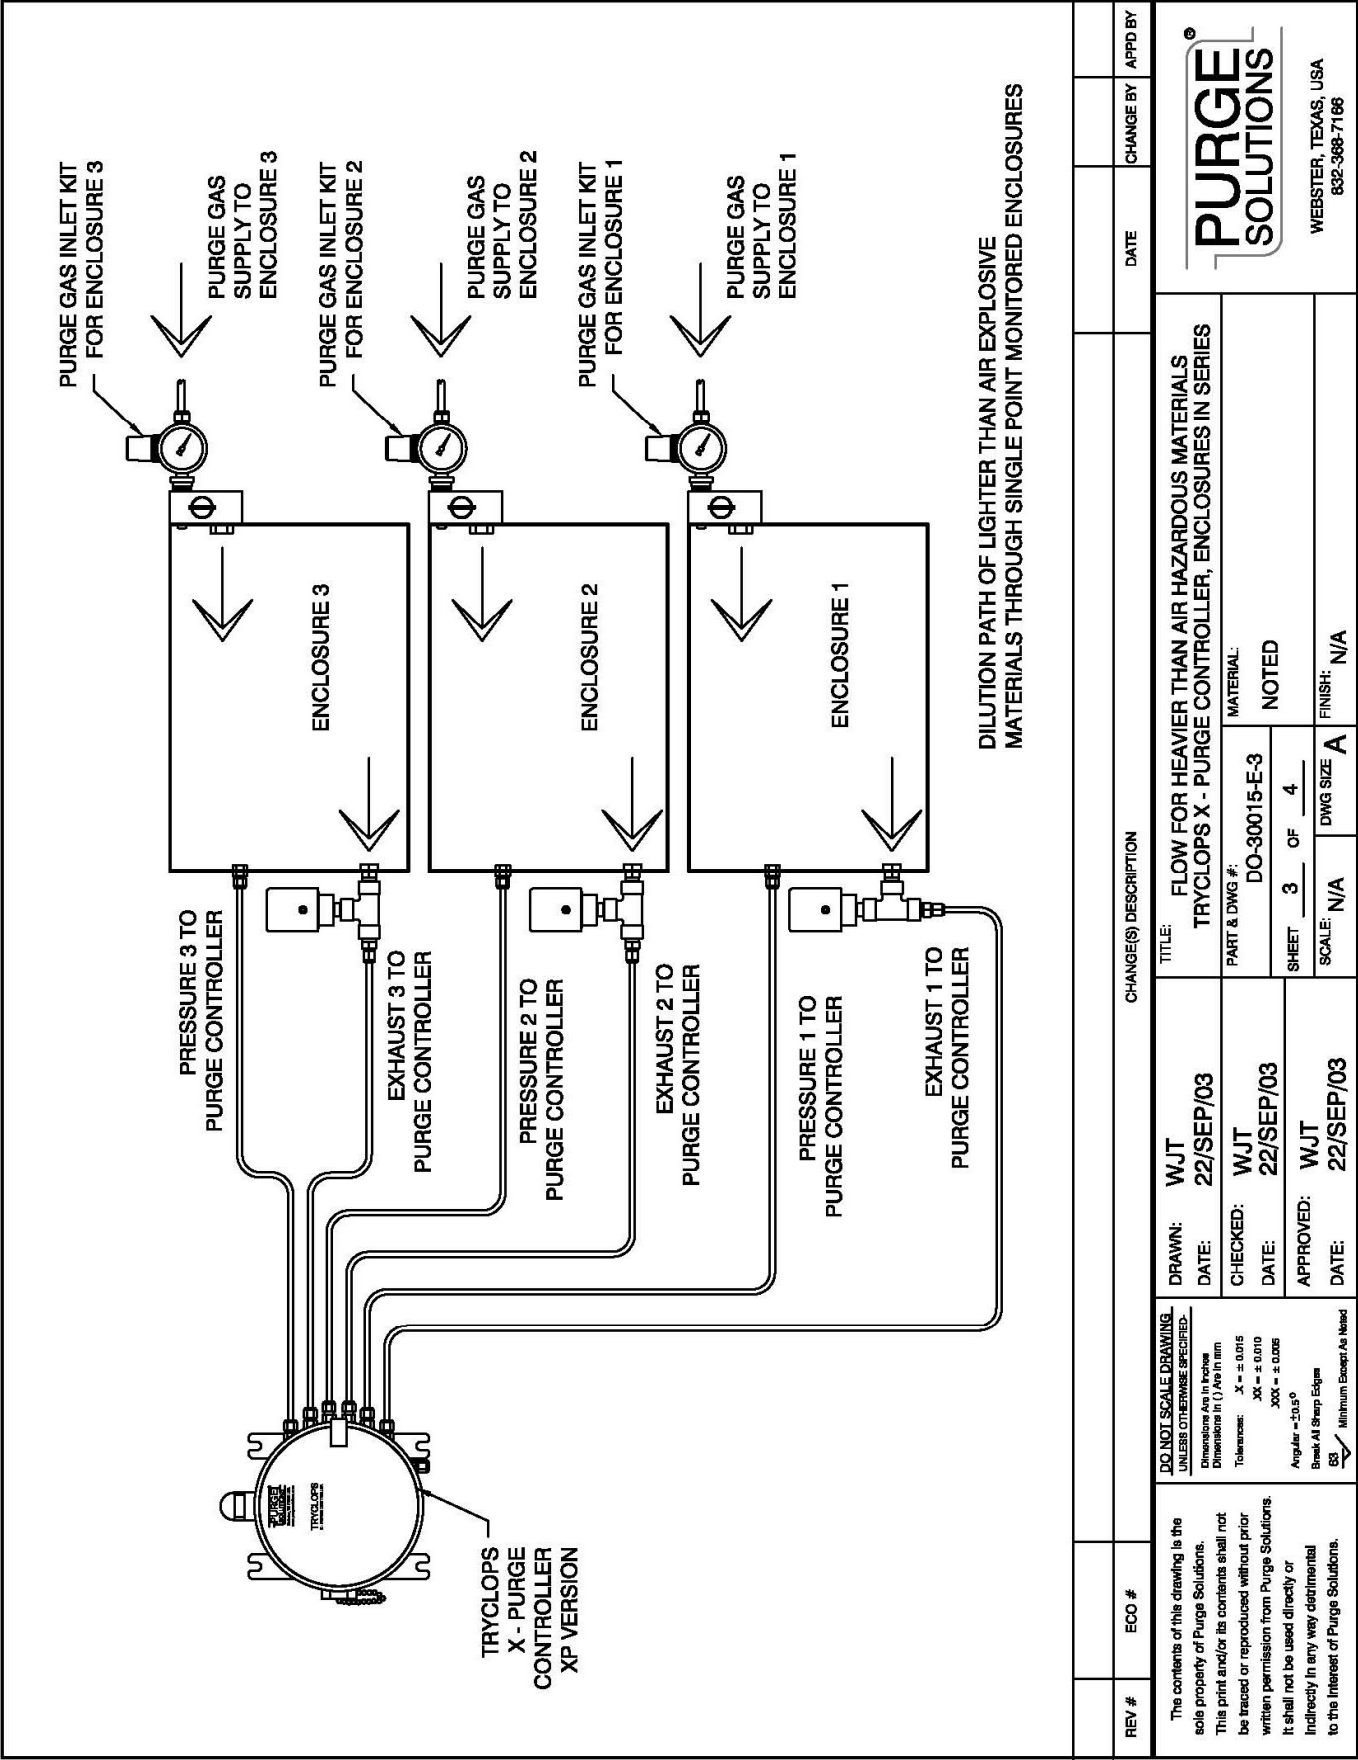 PURGE GAS INLET KIT
FOR ENCLOSURE 3
PURGE GAS
SUPPLY TO
ENCLOSURE 3
PURGE GAS INLET KIT
FOR ENCLOSURE 2
PURGE GAS
SUPPLY TO
ENCLOSURE 2
PURGE GAS INLET KIT
FOR ENCLOSURE 1
PURGE GAS
SUPPLY TO
ENCLOSURE 1
ENCLOSURE 3
ENCLOSURE 2
ENCLOSURE 1
PRESSURE 3 TO
PURGE CONTROLLER
EXHAUST 3 TO
PURGE CONTROLLER
PRESSURE 2 TO
PURGE CONTROLLER
EXHAUST 2 TO
PURGE CONTROLLER
PRESSURE 1 TO
PURGE CONTROLLER
EXHAUST 1 TO
PURGE CONTROLLER
PURGE
SOLUTIONS
TRYCLOPS
TRYCLOPS
X - PURGE
CONTROLLER
XP VERSION
DILUTION PATH OF LIGHTER THAN AIR EXPLOSIVE
MATERIALS THROUGH SINGLE POINT MONITORED ENCLOSURES
REV #
ECO #
CHANGE(S) DESCRIPTION
DATE
CHANGE BY
APPD BY
The contents of this drawing is the
sole property of Purge Solutions.
This print and/or its contents shall not
be traced or reproduced without prior
written permission from Purge Solutions.
It shall not be used directly or
indirectly in any way detrimental
to the interest of Purge Solutions.
DO NOT SCALE DRAWING
UNLESS OTHERWISE SPECIFIED-
Dimensions Are In Inches
Dimensions In ( ) Are In mm
Tolerances: .X = ± 0.015
.XX = ± 0.010
.XXX = ± 0.005
Angular = ±0.5°
Break All Sharp Edges
63 Minimum Except As Noted
DRAWN: WJT
DATE: 22/SEP/03
CHECKED: WJT
DATE: 22/SEP/03
APPROVED: WJT
DATE: 22/SEP/03
TITLE:
FLOW FOR HEAVIER THAN AIR HAZARDOUS MATERIALS
TRYCLOPS X - PURGE CONTROLLER, ENCLOSURES IN SERIES
PART & DWG #:
DO-30015-E-3
MATERIAL:
NOTED
SHEET 3 OF 4
SCALE: N/A
DWG SIZE A
FINISH: N/A
PURGE®
SOLUTIONS
WEBSTER, TEXAS, USA
832-368-7166